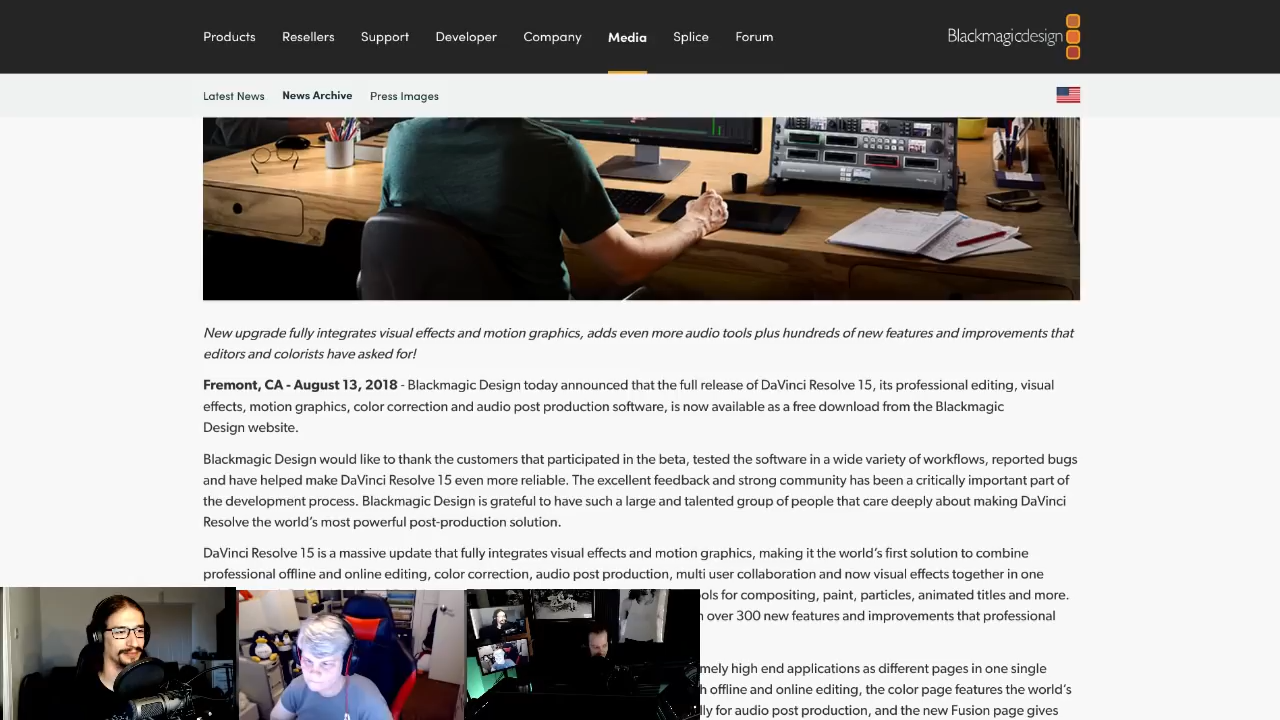 Products Resellers Support Developer Company Media Splice Forum Blackmagicdesign
Latest News News Archive Press Images
New upgrade fully integrates visual effects and motion graphics, adds even more audio tools plus hundreds of new features and improvements that
editors and colorists have asked for!
Fremont, CA - August 13, 2018 - Blackmagic Design today announced that the full release of DaVinci Resolve 15, its professional editing, visual
effects, motion graphics, color correction and audio post production software, is now available as a free download from the Blackmagic
Design website.
Blackmagic Design would like to thank the customers that participated in the beta, tested the software in a wide variety of workflows, reported bugs
and have helped make DaVinci Resolve 15 even more reliable. The excellent feedback and strong community has been a critically important part of
the development process. Blackmagic Design is grateful to have such a large and talented group of people that care deeply about making DaVinci
Resolve the world's most powerful post-production solution.
DaVinci Resolve 15 is a massive update that fully integrates visual effects and motion graphics, making it the world's first solution to combine
professional offline and online editing, color correction, audio post production, multi user collaboration and now visual effects together in one
for compositing, paint, particles, animated titles and more.
over 300 new features and improvements that professional
high end applications as different pages in one single
offline and online editing, the color page features the world's
for audio post production, and the new Fusion page gives